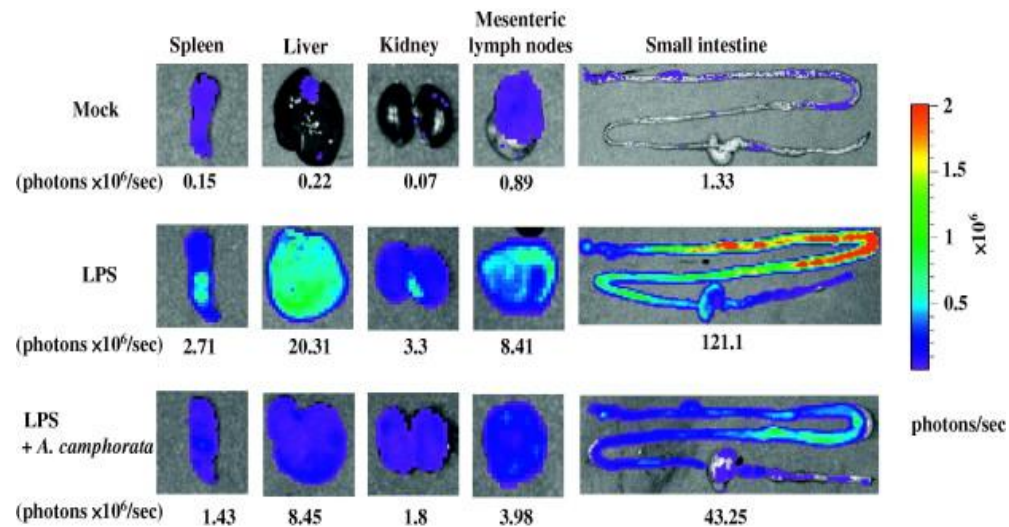 Spleen Liver Kidney Mesenteric lymph nodes Small intestine
Mock
(photons x10⁶/sec) 0.15 0.22 0.07 0.89 1.33
LPS
(photons x10⁶/sec) 2.71 20.31 3.3 8.41 121.1
LPS
+ A. camphorata
(photons x10⁶/sec) 1.43 8.45 1.8 3.98 43.25
2
1.5
1
0.5
×10⁶
photons/sec